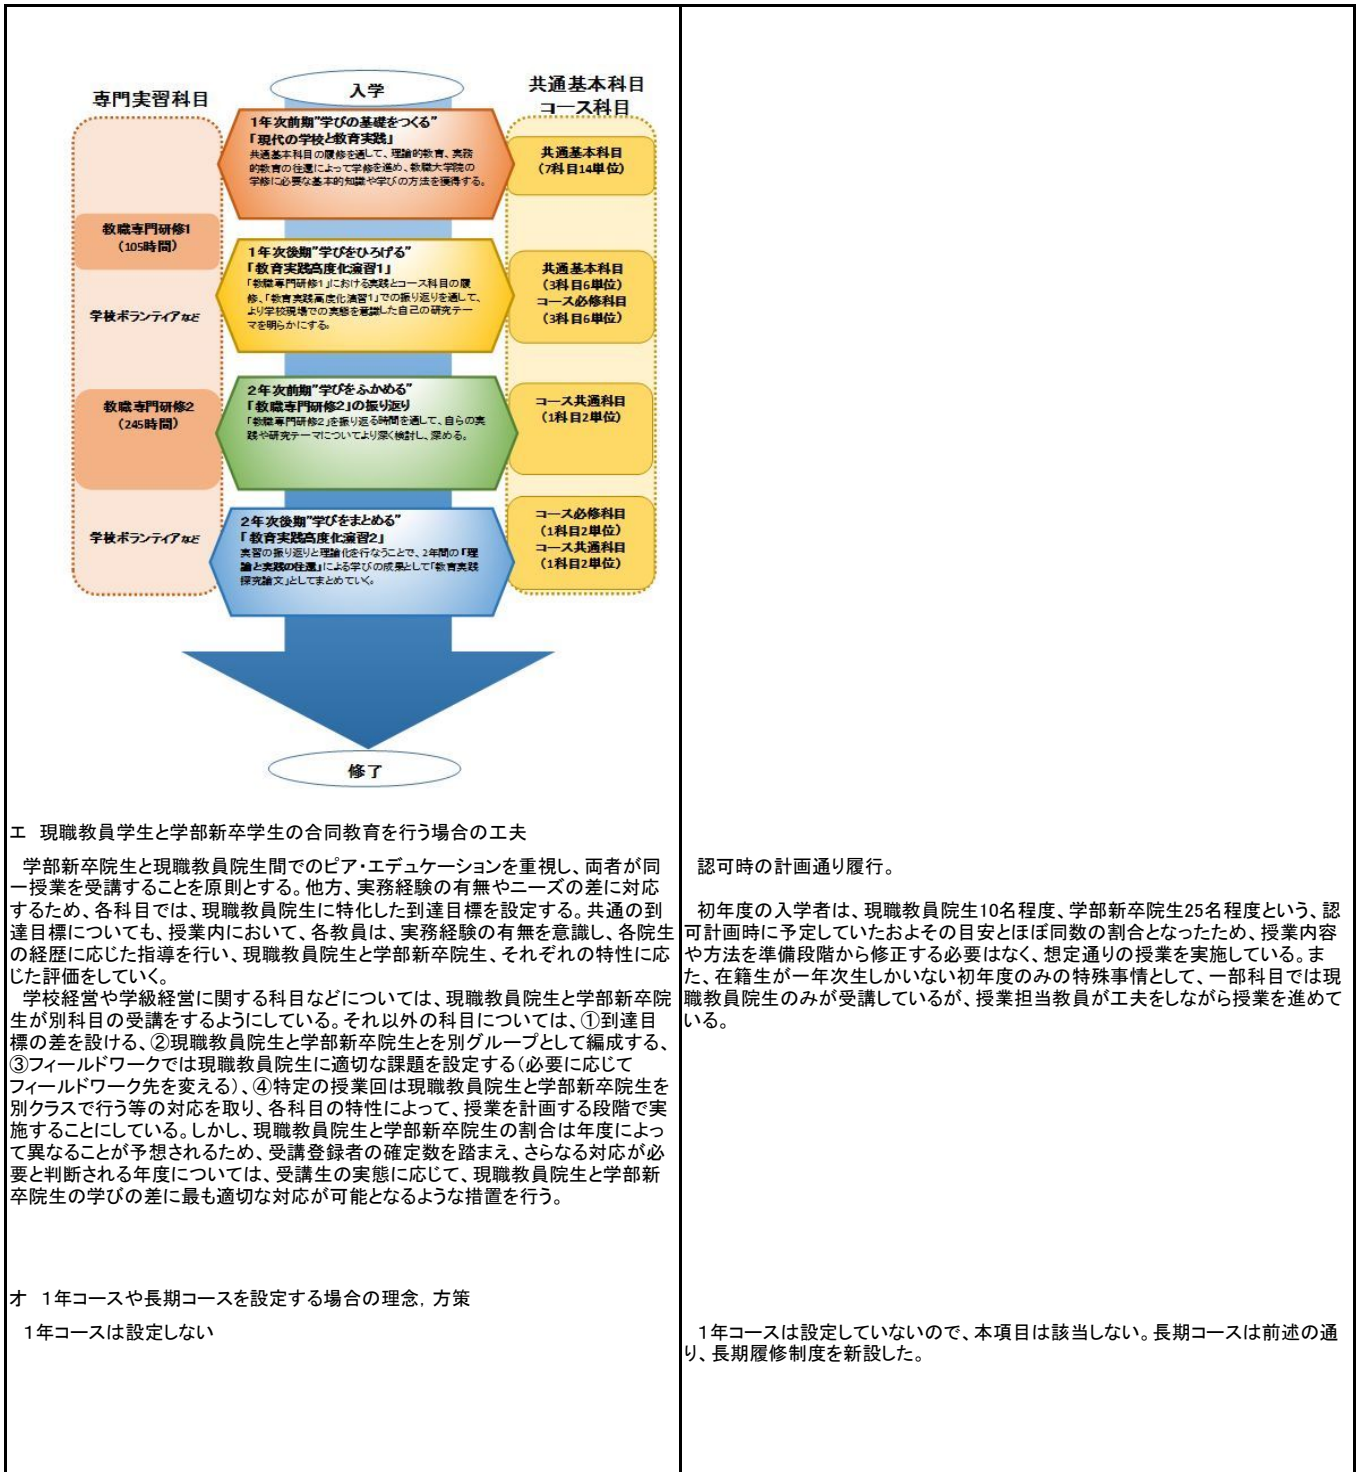 入学
専門実習科目
共通基本科目
コース科目
1年次前期”学びの基礎をつくる”
「現代の学校と教育実践」
共通基本科目の履修を通して、理論的教育、実務
的教育の往還によって学修を進め、教職大学院の
学修に必要な基本的知識や学びの方法を獲得する。
共通基本科目
(7科目14単位)
教職専門研修1
(105時間)
1年次後期”学びをひろげる”
「教育実践高度化演習1」
「教職専門研修1」における実践とコース科目の履
修、「教育実践高度化演習1」での振り返りを通して、
より学校現場での実態を意識した自己の研究テー
マを明らかにする。
共通基本科目
(3科目6単位)
コース必修科目
(3科目6単位)
学校ボランティアなど
教職専門研修2
(245時間)
2年次前期”学びをふかめる”
「教職専門研修2」の振り返り
「教職専門研修2」を振り返る時間を通して、自らの実
践や研究テーマについてより深く検討し、深める。
コース共通科目
(1科目2単位)
学校ボランティアなど
2年次後期”学びをまとめる”
「教育実践高度化演習2」
実習の振り返りと理論化を行なうことで、2年間の「理
論と実践の往還」による学びの成果として「教育実践
探究論文」としてまとめていく。
コース必修科目
(1科目2単位)
コース共通科目
(1科目2単位)
修了
エ 現職教員学生と学部新卒学生の合同教育を行う場合の工夫
学部新卒院生と現職教員院生間でのピア・エデュケーションを重視し、両者が同
一授業を受講することを原則とする。他方、実務経験の有無やニーズの差に対応
するため、各科目では、現職教員院生に特化した到達目標を設定する。共通の到
達目標についても、授業内において、各教員は、実務経験の有無を意識し、各院生
の経歴に応じた指導を行い、現職教員院生と学部新卒院生、それぞれの特性に応
じた評価をしていく。
学校経営や学級経営に関する科目などについては、現職教員院生と学部新卒院
生が別科目の受講をするようにしている。それ以外の科目については、①到達目
標の差を設ける、②現職教員院生と学部新卒院生とを別グループとして編成する、
③フィールドワークでは現職教員院生に適切な課題を設定する(必要に応じて
フィールドワーク先を変える)、④特定の授業回は現職教員院生と学部新卒院生を
別クラスで行う等の対応を取り、各科目の特性によって、授業を計画する段階で実
施することにしている。しかし、現職教員院生と学部新卒院生の割合は年度によっ
て異なることが予想されるため、受講登録者の確定数を踏まえ、さらなる対応が必
要と判断される年度については、受講生の実態に応じて、現職教員院生と学部新
卒院生の学びの差に最も適切な対応が可能となるような措置を行う。
認可時の計画通り履行。
初年度の入学者は、現職教員院生10名程度、学部新卒院生25名程度という、認
可計画時に予定していたおよその目安とほぼ同数の割合となったため、授業内容
や方法を準備段階から修正する必要はなく、想定通りの授業を実施している。ま
た、在籍生が一年次生しかいない初年度のみの特殊事情として、一部科目では現
職教員院生のみが受講しているが、授業担当教員が工夫をしながら授業を進めて
いる。
オ 1年コースや長期コースを設定する場合の理念, 方策
1年コースは設定しない
1年コースは設定していないので、本項目は該当しない。長期コースは前述の通
り、長期履修制度を新設した。